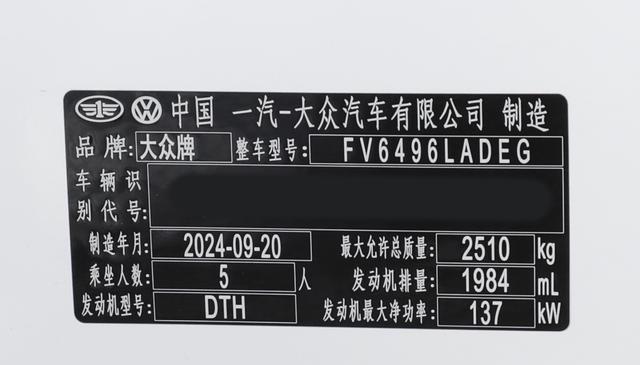 中国 一汽-大众汽车有限公司 制造
品牌: 大众牌 整车型号: FV6496LADEG
车辆识
别代号:
制造年月: 2024-09-20 最大允许总质量: 2510 kg
乘坐人数: 5 人 发动机排量: 1984 mL
发动机型号: DTH 发动机最大净功率: 137 kW